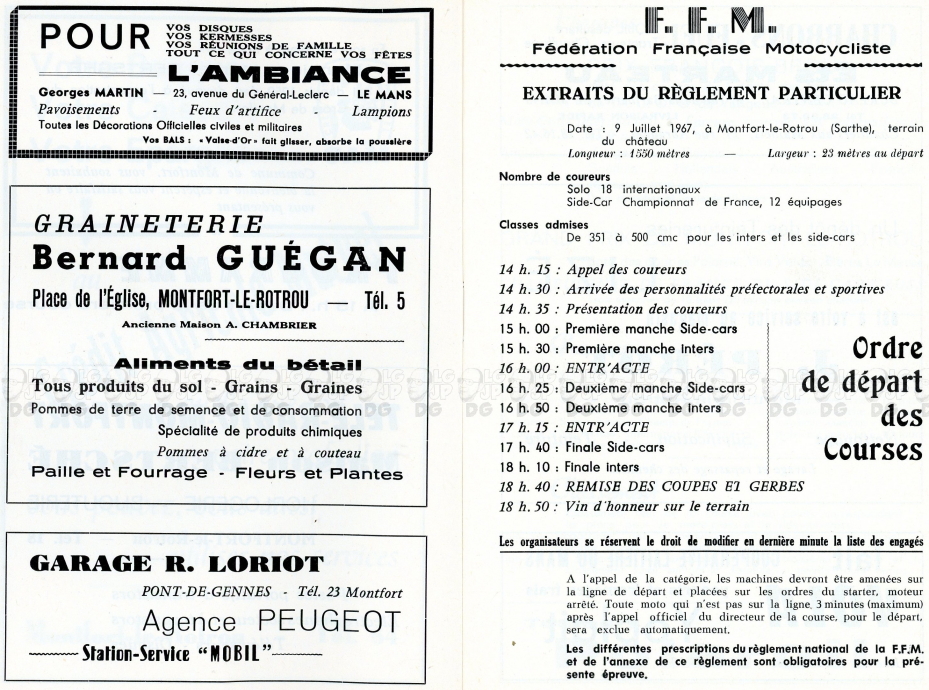 POUR
VOS DISQUES
VOS KERMESSES
VOS RÉUNIONS DE FAMILLE
TOUT CE QUI CONCERNE VOS FÊTES
L'AMBIANCE
Georges MARTIN — 23, avenue du Général-Leclerc — LE MANS
Pavoisements - Feux d'artifice - Lampions
Toutes les Décorations Officielles civiles et militaires
Vos BALS : « Valse-d'Or » fait glisser, absorbe la poussière
GRAINETERIE
Bernard GUÉGAN
Place de l'Église, MONTFORT-LE-ROTROU — Tél. 5
Ancienne Maison A. CHAMBRIER
Aliments du bétail
Tous produits du sol - Grains - Graines
Pommes de terre de semence et de consommation
Spécialité de produits chimiques
Pommes à cidre et à couteau
Paille et Fourrage - Fleurs et Plantes
GARAGE R. LORIOT
PONT-DE-GENNES - Tél. 23 Montfort
Agence PEUGEOT
Station-Service "MOBIL"
F.F.M.
Fédération Française Motocycliste
EXTRAITS DU RÈGLEMENT PARTICULIER
Date : 9 Juillet 1967, à Montfort-le-Rotrou (Sarthe), terrain
du château
Longueur : 1550 mètres — Largeur : 23 mètres au départ
Nombre de coureurs
Solo 18 internationaux
Side-Car Championnat de France, 12 équipages
Classes admises
De 351 à 500 cmc pour les inters et les side-cars
14 h. 15 : Appel des coureurs
14 h. 30 : Arrivée des personnalités préfectorales et sportives
14 h. 35 : Présentation des coureurs
15 h. 00 : Première manche Side-cars
15 h. 30 : Première manche Inters
16 h. 00 : ENTR'ACTE
16 h. 25 : Deuxième manche Side-cars
16 h. 50 : Deuxième manche Inters
17 h. 15 : ENTR'ACTE
17 h. 40 : Finale Side-cars
18 h. 10 : Finale Inters
18 h. 40 : REMISE DES COUPES ET GERBES
18 h. 50 : Vin d'honneur sur le terrain
Ordre
de départ
des
Courses
Les organisateurs se réservent le droit de modifier en dernière minute la liste des engagés
A l'appel de la catégorie, les machines devront être amenées sur
la ligne de départ et placées sur les ordres du starter, moteur
arrêté. Toute moto qui n'est pas sur la ligne, 3 minutes (maximum)
après l'appel officiel du directeur de la course, pour le départ,
sera exclue automatiquement.
Les différentes prescriptions du règlement national de la F.F.M.
et de l'annexe de ce règlement sont obligatoires pour la pré-
sente épreuve.